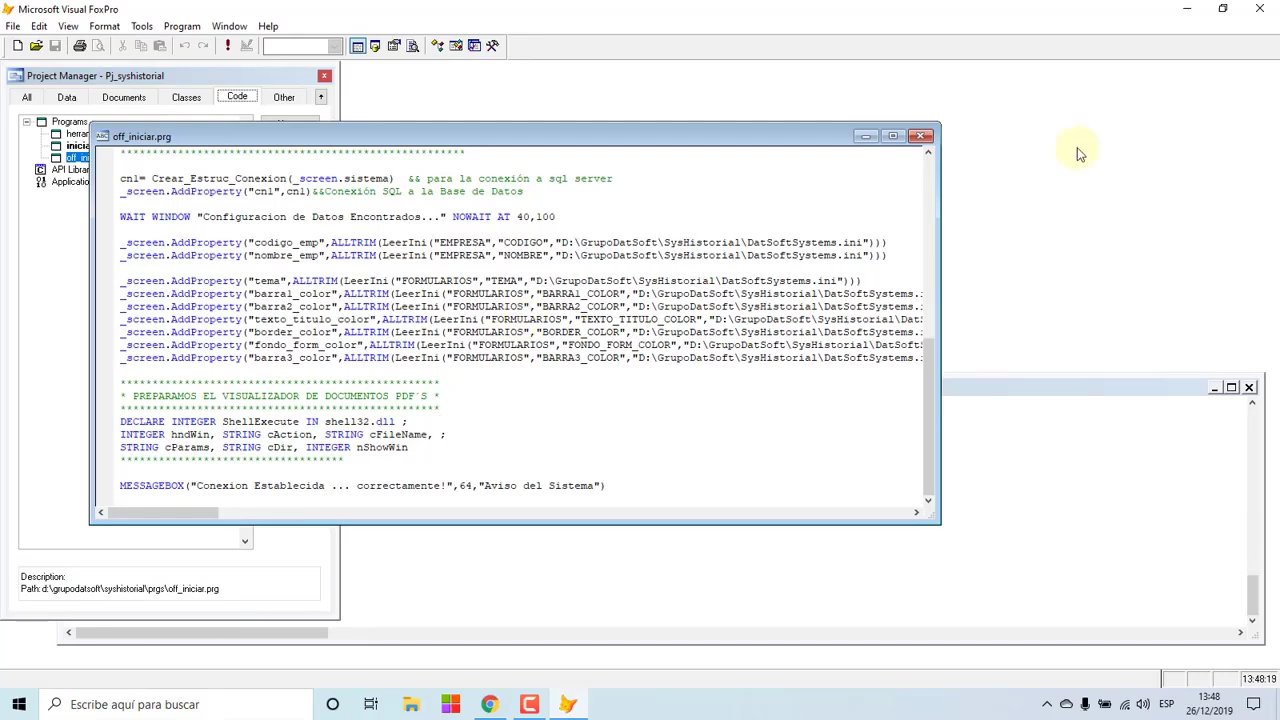 Microsoft Visual FoxPro
File Edit View Format Tools Program Window Help
Project Manager - Pj_syshistorial
All Data Documents Classes Code Other
Programs
herrar
inicia
off_ini
API Librar
Applicatior
off_iniciar.prg
***************************************************
cn1= Crear_Estruc_Conexion(_screen.sistema) && para la conexión a sql server
_screen.AddProperty("cn1",cn1)&&Conexión SQL a la Base de Datos
WAIT WINDOW "Configuracion de Datos Encontrados..." NOWAIT AT 40,100
_screen.AddProperty("codigo_emp",ALLTRIM(LeerIni("EMPRESA","CODIGO","D:\GrupoDatSoft\SysHistorial\DatSoftSystems.ini")))
_screen.AddProperty("nombre_emp",ALLTRIM(LeerIni("EMPRESA","NOMBRE","D:\GrupoDatSoft\SysHistorial\DatSoftSystems.ini")))
_screen.AddProperty("tema",ALLTRIM(LeerIni("FORMULARIOS","TEMA","D:\GrupoDatSoft\SysHistorial\DatSoftSystems.ini")))
_screen.AddProperty("barra1_color",ALLTRIM(LeerIni("FORMULARIOS","BARRA1_COLOR","D:\GrupoDatSoft\SysHistorial\DatSoftSystems.
_screen.AddProperty("barra2_color",ALLTRIM(LeerIni("FORMULARIOS","BARRA2_COLOR","D:\GrupoDatSoft\SysHistorial\DatSoftSystems.
_screen.AddProperty("texto_titulo_color",ALLTRIM(LeerIni("FORMULARIOS","TEXTO_TITULO_COLOR","D:\GrupoDatSoft\SysHistorial\Dat
_screen.AddProperty("border_color",ALLTRIM(LeerIni("FORMULARIOS","BORDER_COLOR","D:\GrupoDatSoft\SysHistorial\DatSoftSystems.
_screen.AddProperty("fondo_form_color",ALLTRIM(LeerIni("FORMULARIOS","FONDO_FORM_COLOR","D:\GrupoDatSoft\SysHistorial\DatSoft
_screen.AddProperty("barra3_color",ALLTRIM(LeerIni("FORMULARIOS","BARRA3_COLOR","D:\GrupoDatSoft\SysHistorial\DatSoftSystems.
**************************************************
* PREPARAMOS EL VISUALIZADOR DE DOCUMENTOS PDF´S *
**************************************************
DECLARE INTEGER ShellExecute IN shell32.dll ;
INTEGER hndWin, STRING cAction, STRING cFileName, ;
STRING cParams, STRING cDir, INTEGER nShowWin
***********************************
MESSAGEBOX("Conexion Establecida ... correctamente!",64,"Aviso del Sistema")
Description:
Path: d:\grupodatsoft\syshistorial\prgs\off_iniciar.prg
13:48:19
Escribe aquí para buscar
ESP
13:48
26/12/2019